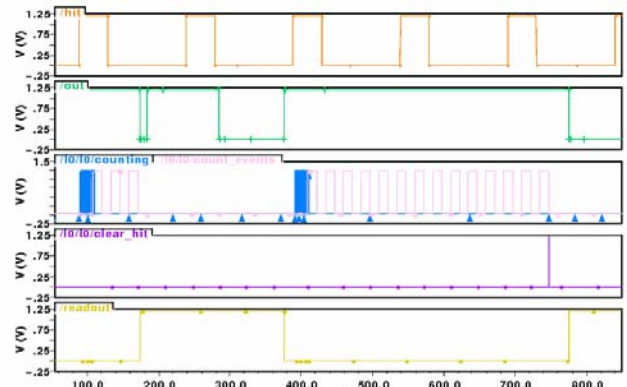 1.25 /hit
V (V)
.75
.25
-.25
1.25 /out
V (V)
.75
.25
-.25
1.5 /I0/I0/counting /I0/I0/count_events
V (V)
-.25
1.25 /I0/I0/clear_hit
V (V)
.75
.25
-.25
1.25 /readout
V (V)
.75
.25
-.25
100.0 200.0 300.0 400.0 500.0 600.0 700.0 800.0